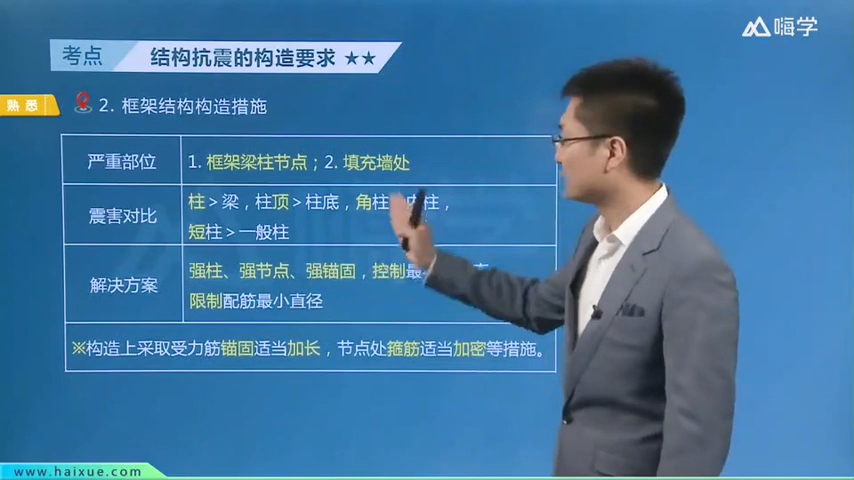 考点
结构抗震的构造要求 ★★
嗨学
熟悉
2. 框架结构构造措施
严重部位
1. 框架梁柱节点；2. 填充墙处
震害对比
柱＞梁，柱顶＞柱底，角柱 内柱，
短柱＞一般柱
解决方案
强柱、强节点、强锚固，控制最
限制配筋最小直径
※构造上采取受力筋锚固适当加长，节点处箍筋适当加密等措施。
www.haixue.com